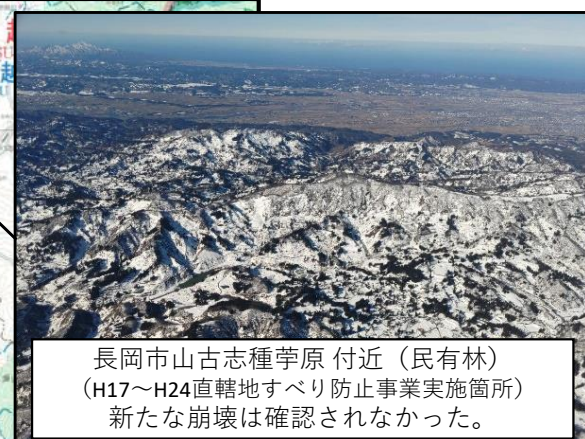 長岡市山古志種苧原 付近（民有林）
（H17～H24直轄地すべり防止事業実施箇所）
新たな崩壊は確認されなかった。